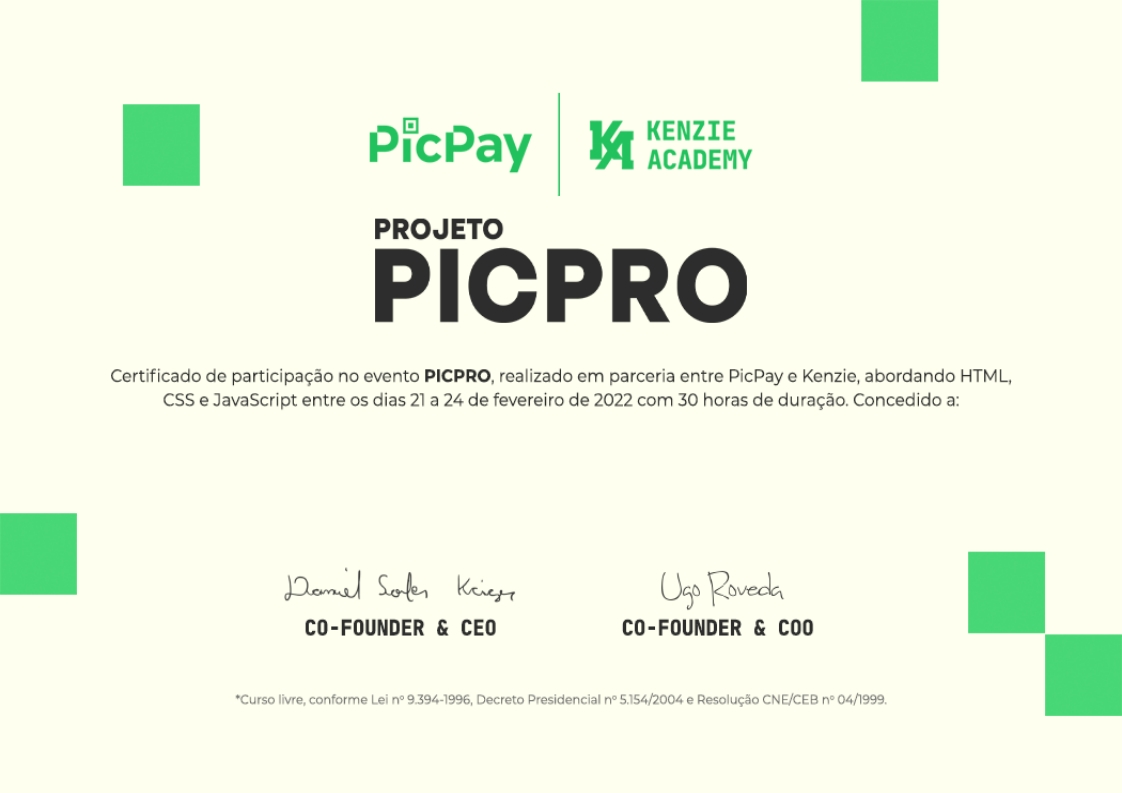 PicPay
KENZIE
ACADEMY
PROJETO
PICPRO
Certificado de participação no evento PICPRO, realizado em parceria entre PicPay e Kenzie, abordando HTML,
CSS e JavaScript entre os dias 21 a 24 de fevereiro de 2022 com 30 horas de duração. Concedido a:
Daniel Kriger
Ugo Roveda
CO-FOUNDER & CEO
CO-FOUNDER & COO
*Curso livre, conforme Lei nº 9.394-1996, Decreto Presidencial nº 5.154/2004 e Resolução CNE/CEB nº 04/1999.